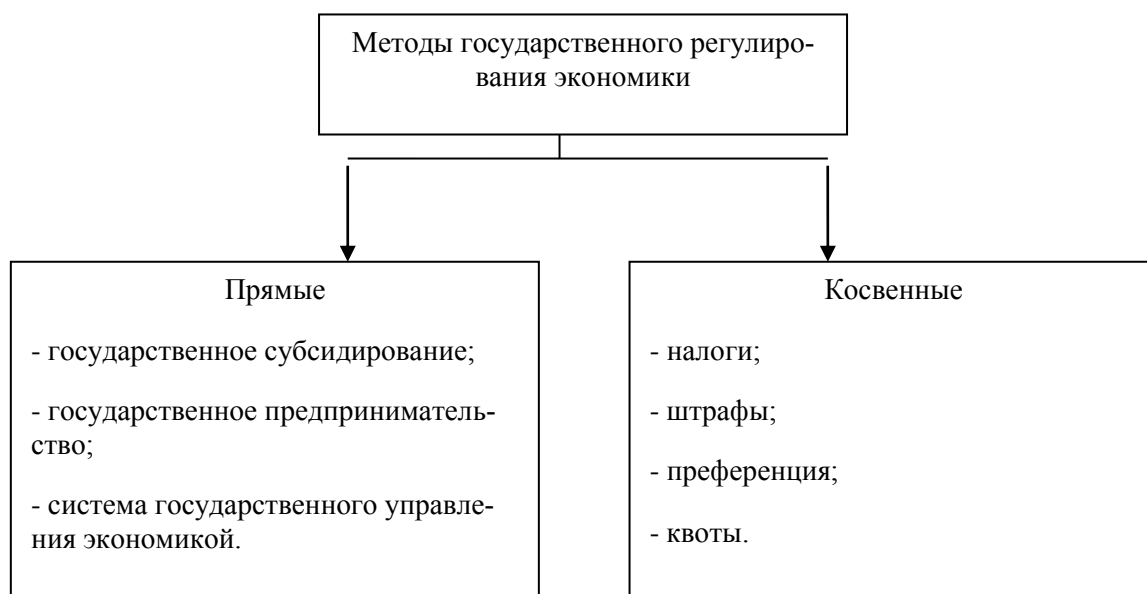 Методы государственного регулиро-
вания экономики
Прямые
- государственное субсидирование;
- государственное предприниматель-
ство;
- система государственного управле-
ния экономикой.
Косвенные
- налоги;
- штрафы;
- преференция;
- квоты.